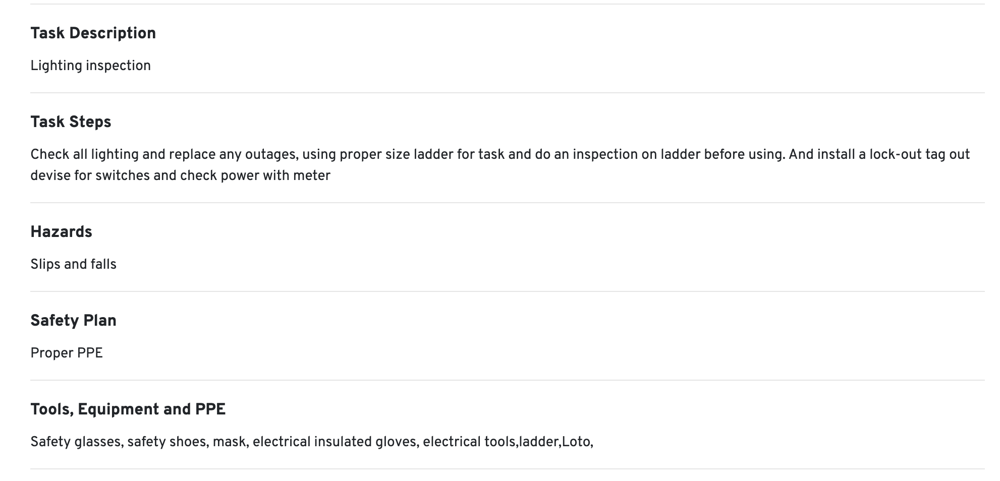 Task Description
Lighting inspection
Task Steps
Check all lighting and replace any outages, using proper size ladder for task and do an inspection on ladder before using. And install a lock-out tag out
devise for switches and check power with meter
Hazards
Slips and falls
Safety Plan
Proper PPE
Tools, Equipment and PPE
Safety glasses, safety shoes, mask, electrical insulated gloves, electrical tools,ladder,Loto,